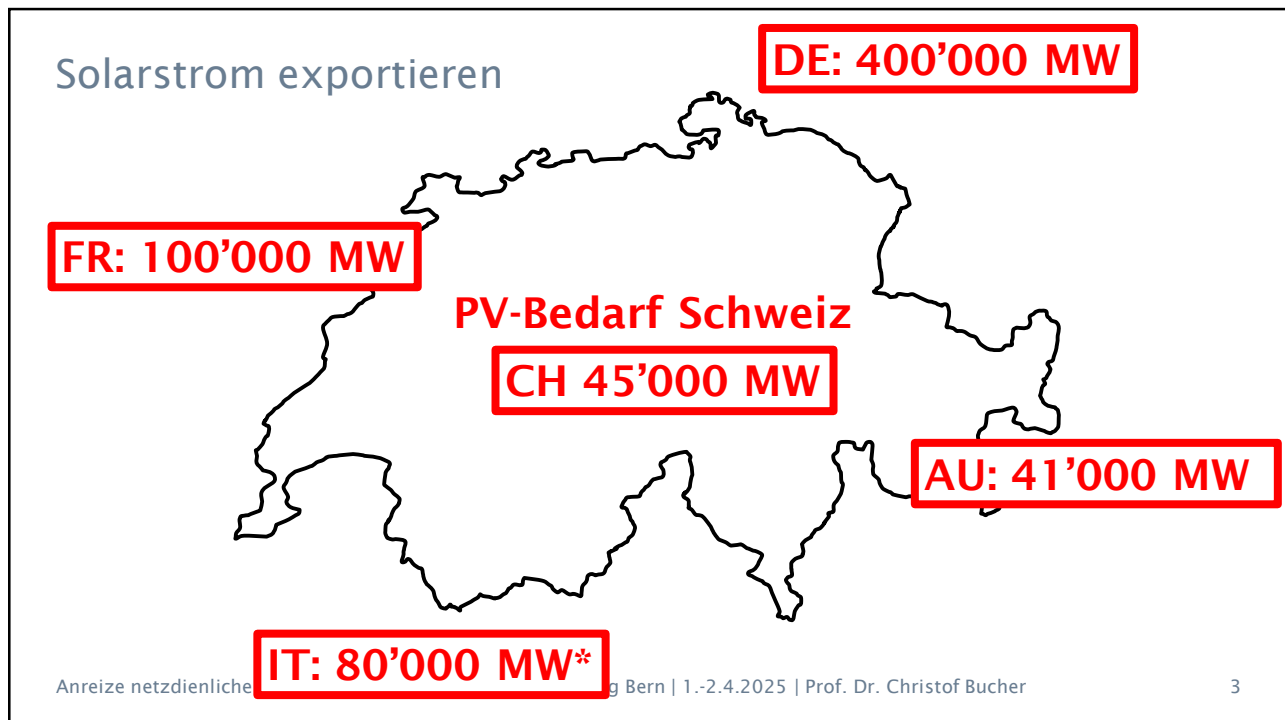 Solarstrom exportieren
DE: 400’000 MW
FR: 100’000 MW
PV-Bedarf Schweiz
CH 45’000 MW
AU: 41’000 MW
IT: 80’000 MW*
Anreize g Bern | 1.-2.4.2025 | Prof. Dr. Christof Bucher 3